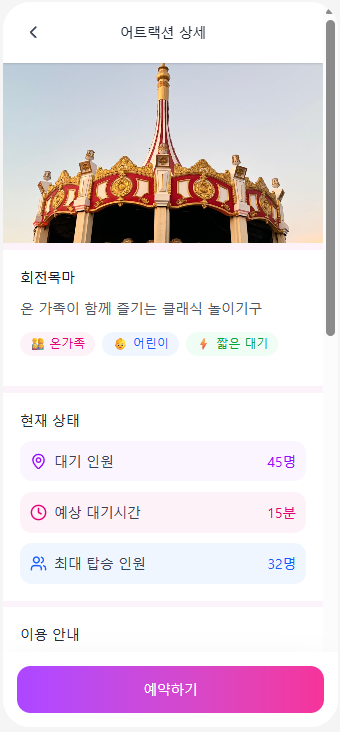 어트랙션 상세
회전목마
온 가족이 함께 즐기는 클래식 놀이기구
온가족 어린이 짧은 대기
현재 상태
대기 인원 45명
예상 대기시간 15분
최대 탑승 인원 32명
이용 안내
예약하기